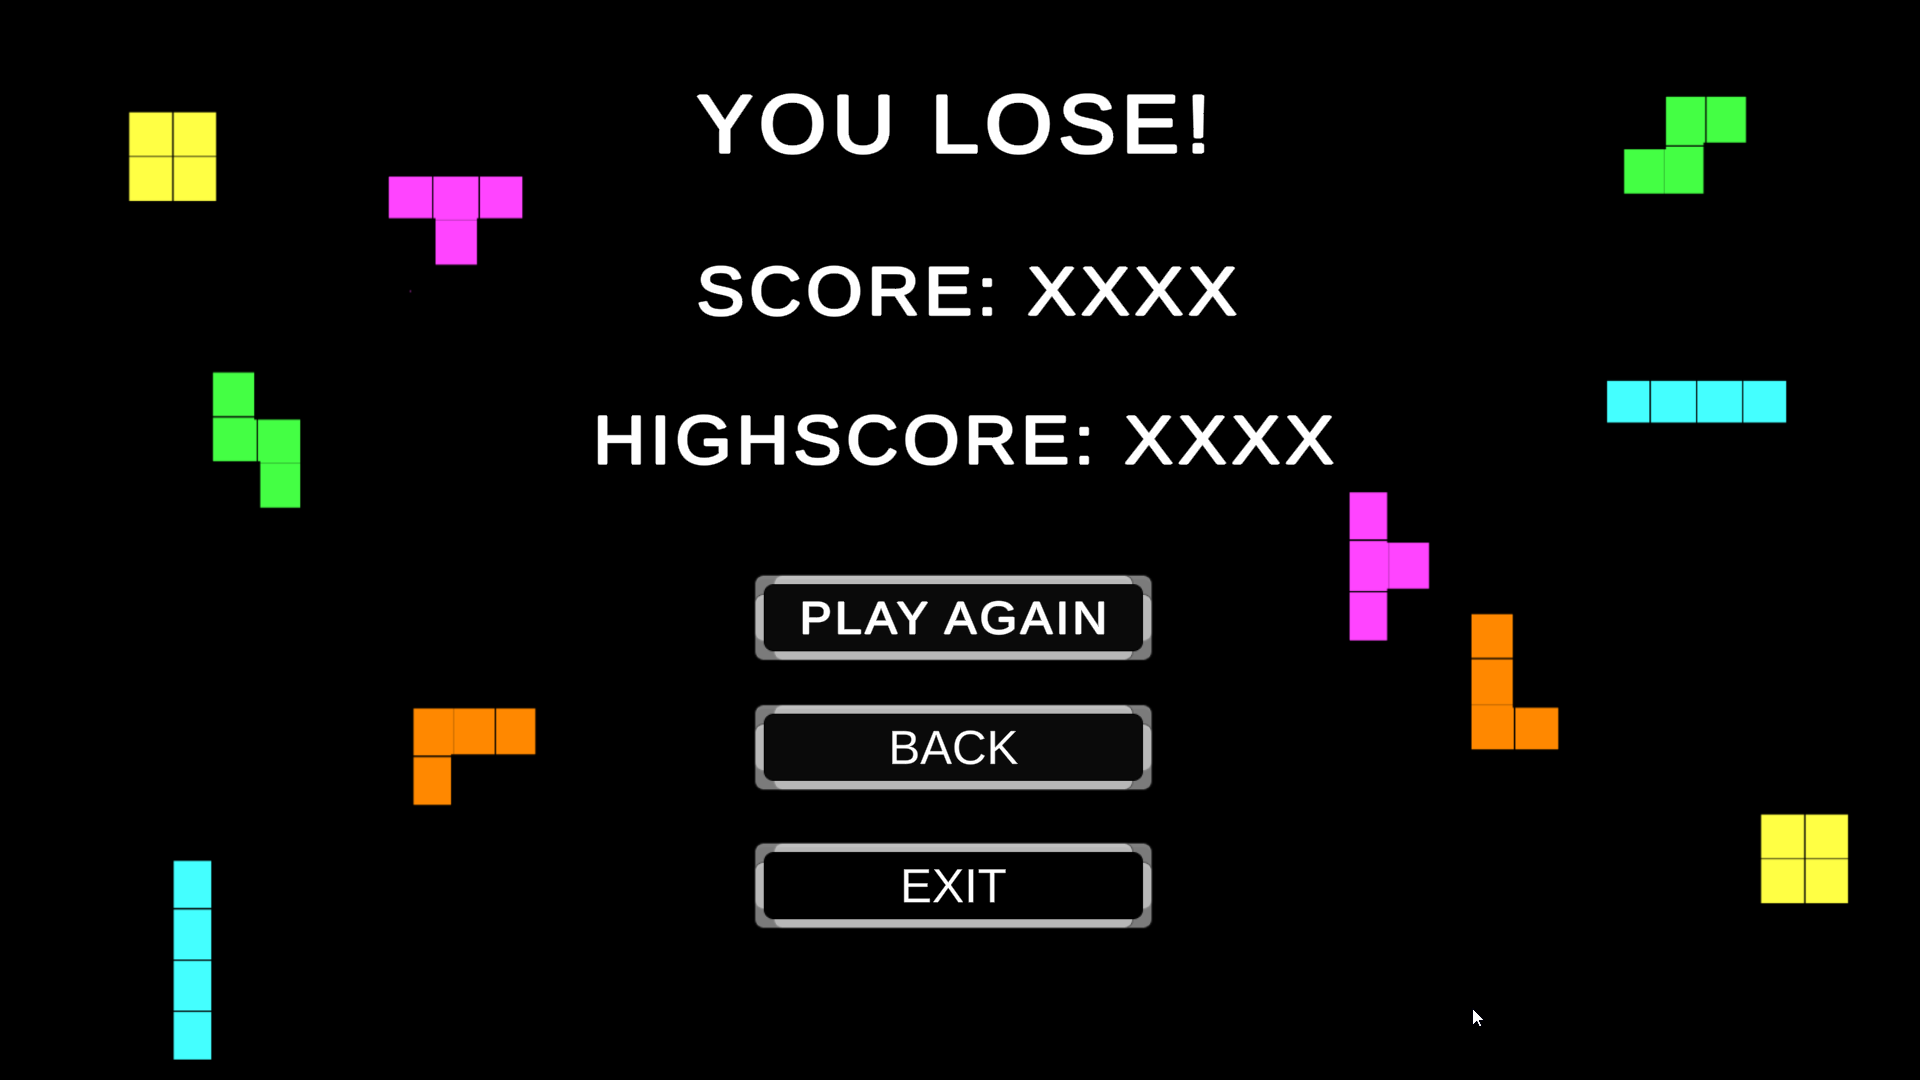 YOU LOSE!
SCORE: XXXX
HIGHSCORE: XXXX
PLAY AGAIN
BACK
EXIT